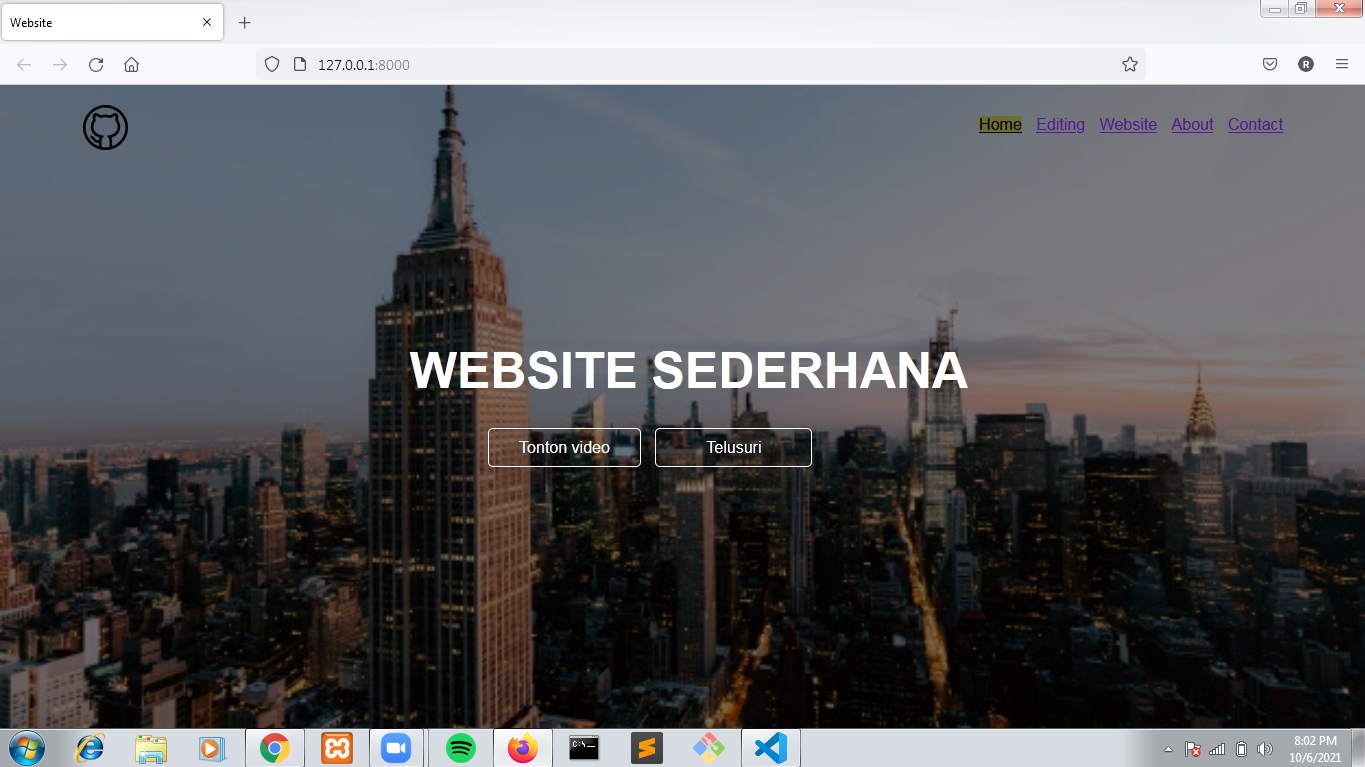 Website
127.0.0.1:8000
R
Home Editing Website About Contact
WEBSITE SEDERHANA
Tonton video Telusuri
C:\_
8:02 PM
10/6/2021